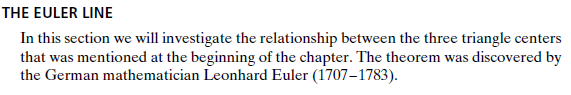 THE EULER LINE
In this section we will investigate the relationship between the three triangle centers
that was mentioned at the beginning of the chapter. The theorem was discovered by
the German mathematician Leonhard Euler (1707–1783).